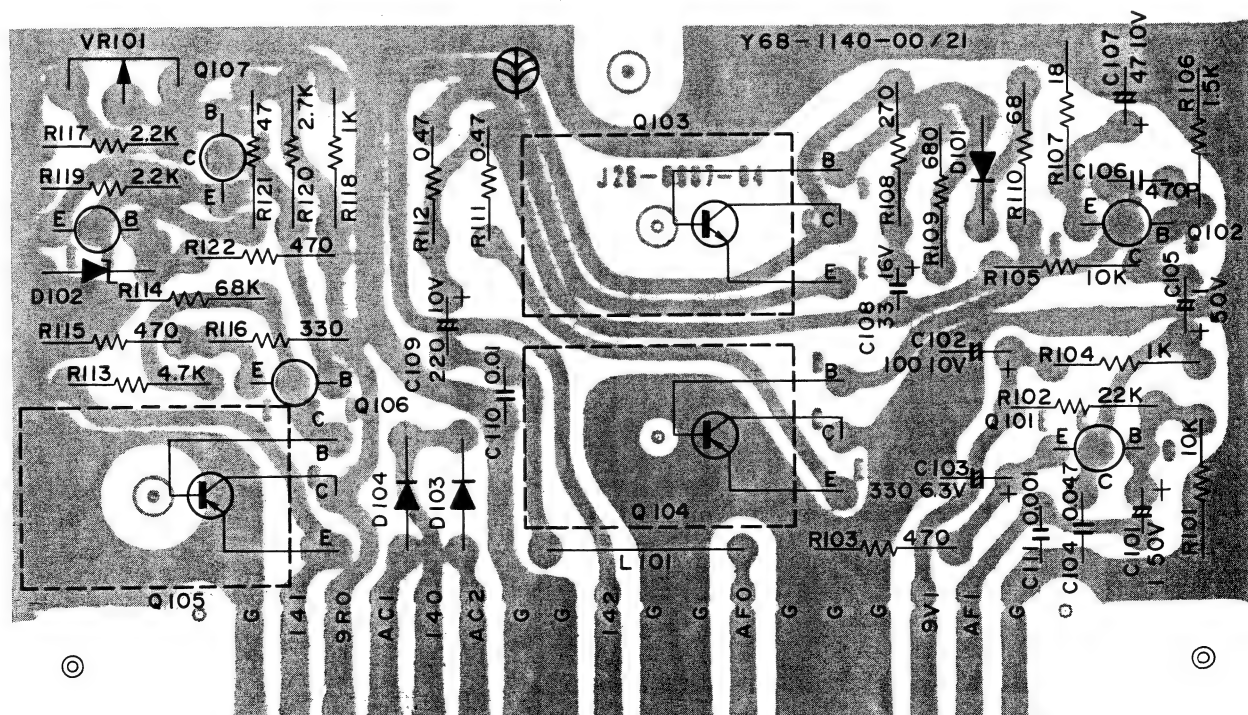 VR101
Q107
Y68-1140-00/21
B
C
E
R117 2.2K
R119 2.2K
E B
D102
R121 47
R120 2.7K
R118 1K
R122 470
R114 68K
R115 470
R116 330
R113 4.7K
E B
C
Q106
R112 0.47
R111 0.47
C109 220 10V
C110 0.01
Q103
B
C
E
R108 270
R109 680
D101
R110 68
R107 18
C107 47 10V +
R106 15K
C106 470P
E B
C
Q102
R105 10K
C108 33 16V +
C105 1 50V +
C102 100 10V +
R104 1K
R102 22K
Q101
E B
C
C103 330 6.3V +
R101 10K
C111 0.001
C104 0.047
C101 1 50V +
R103 470
B
C
E
Q104
L101
B
C
E
Q105
D104
D103
G
141
9R0
AC1
140
AC2
G
G
142
G
G
AF0
G
G
G
9V1
AF1
G